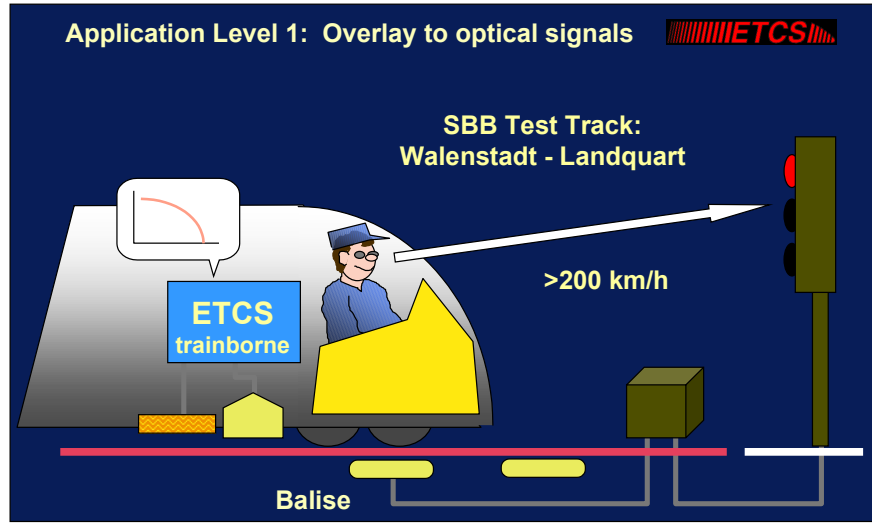 Application Level 1: Overlay to optical signals
ETCS
SBB Test Track:
Walenstadt - Landquart
>200 km/h
ETCS
trainborne
Balise